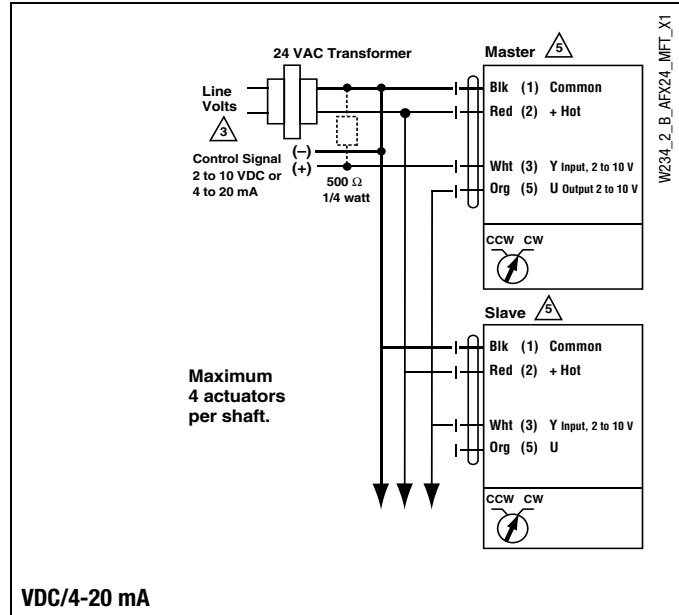 24 VAC Transformer
Line
Volts
3
Control Signal
2 to 10 VDC or
4 to 20 mA
(–)
(+)
500 Ω
1/4 watt
Master 5
Blk (1) Common
Red (2) + Hot
Wht (3) Y Input, 2 to 10 V
Org (5) U Output 2 to 10 V
CCW CW
W234_2_B_AFX24_MFT_X1
Slave 5
Blk (1) Common
Red (2) + Hot
Wht (3) Y Input, 2 to 10 V
Org (5) U
CCW CW
Maximum
4 actuators
per shaft.
VDC/4-20 mA